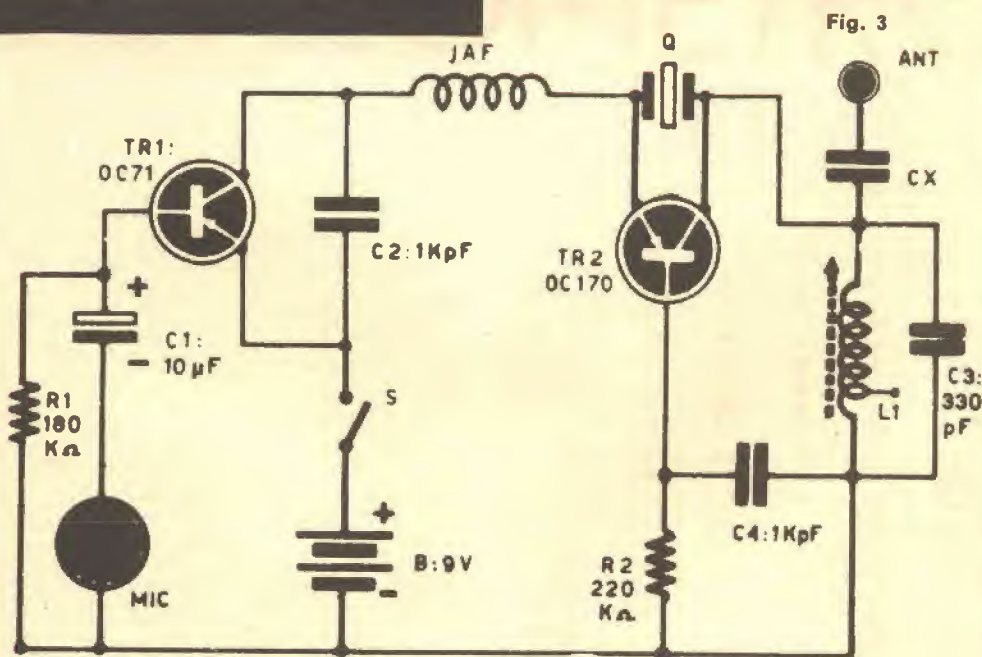 Fig. 3
JAF
Q
ANT
TR1:
OC71
CX
C2:1KpF
TR2
OC170
+
C1:
10 µF
-
S
R1
180
KΩ
L1
C3:
330
pF
+
B:9V
-
C4:1KpF
R2
220
KΩ
MIC